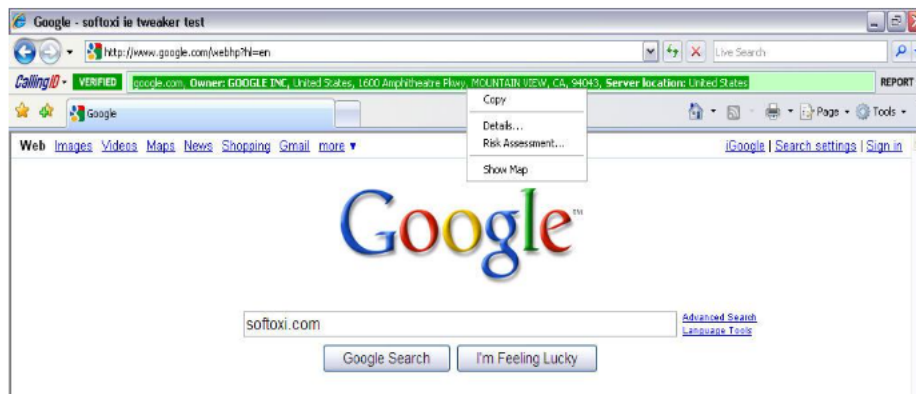 Google - softoxi ie tweaker test
http://www.google.com/webhp?hl=en
Live Search
CallingID VERIFIED google.com, Owner: GOOGLE INC, United States, 1600 Amphitheatre Pkwy, MOUNTAIN VIEW, CA, 94043, Server location: United States REPORT
Google
Page Tools
Copy
Details...
Risk Assessment...
Show Map
Web Images Videos Maps News Shopping Gmail more ▼ iGoogle | Search settings | Sign in
Google™
softoxi.com
Advanced Search
Language Tools
Google Search I'm Feeling Lucky